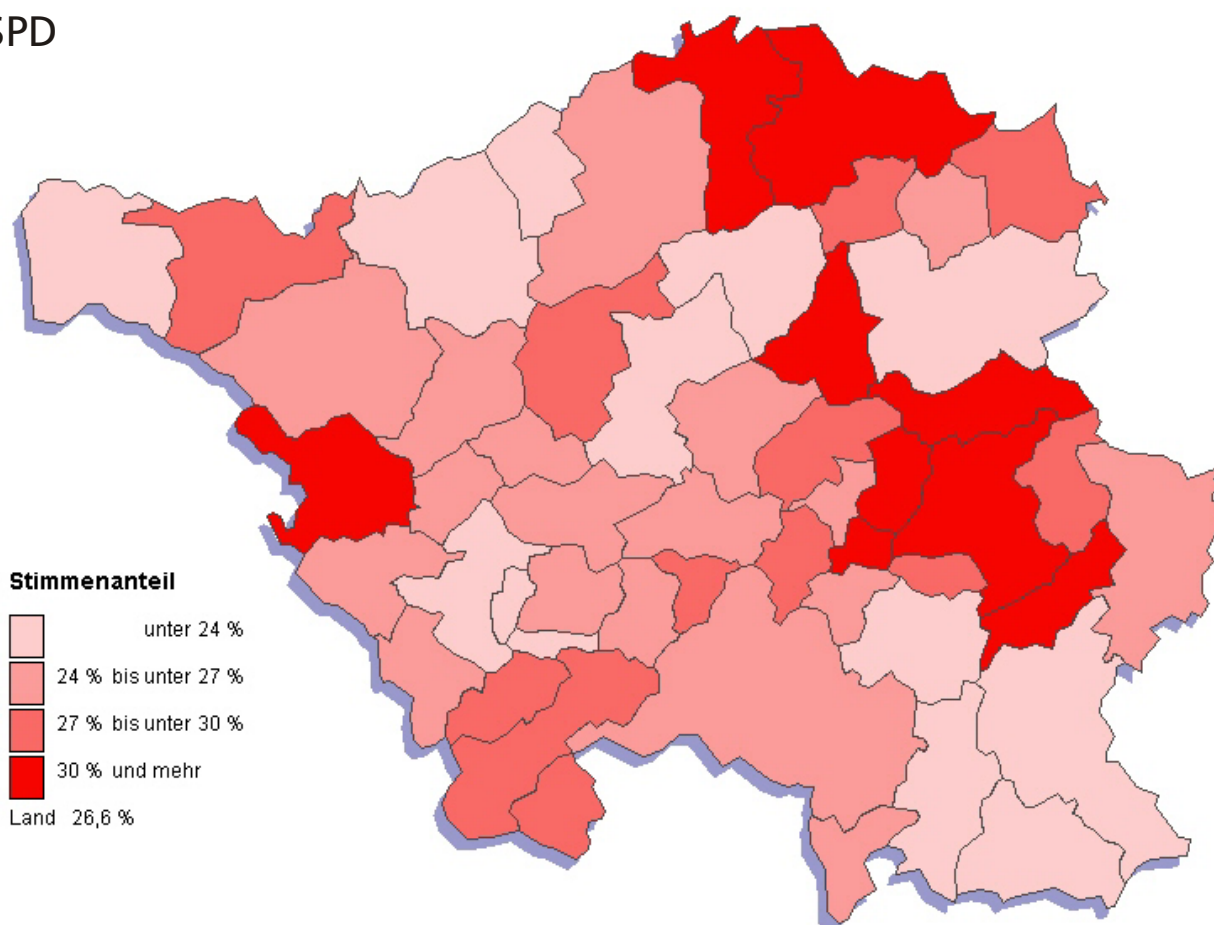 SPD
Stimmenanteil
unter 24 %
24 % bis unter 27 %
27 % bis unter 30 %
30 % und mehr
Land 26,6 %